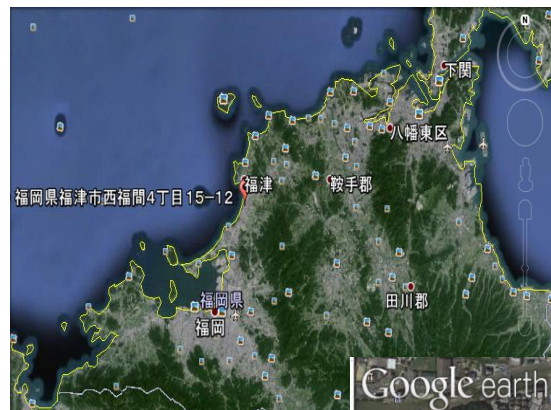 N
下関
八幡東区
福津
鞍手郡
福岡県福津市西福間4丁目15-12
福岡県
田川郡
福岡
Google earth